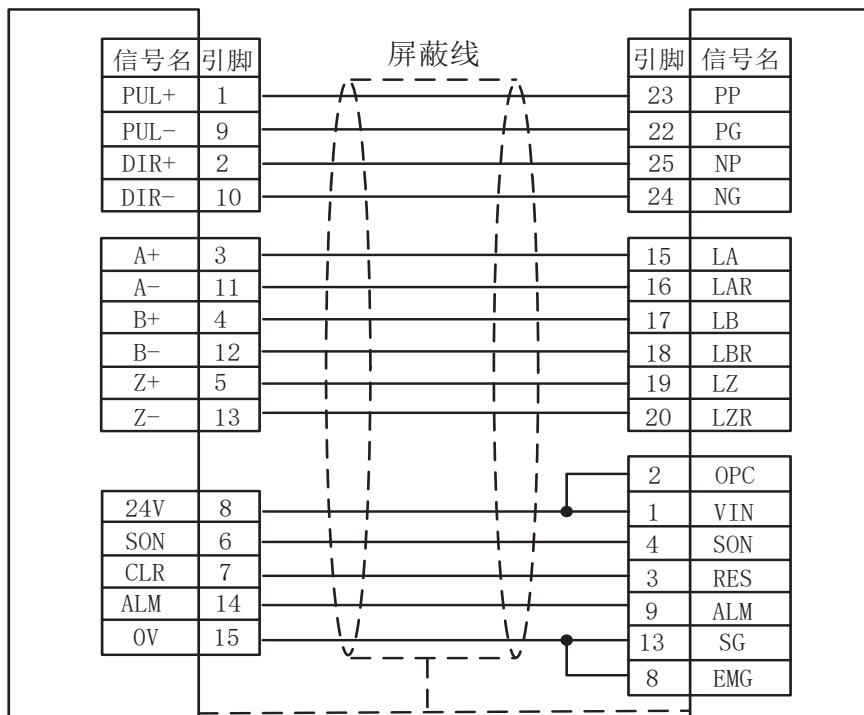 屏蔽线
信号名 引脚 引脚 信号名
PUL+ 1 23 PP
PUL- 9 22 PG
DIR+ 2 25 NP
DIR- 10 24 NG
A+ 3 15 LA
A- 11 16 LAR
B+ 4 17 LB
B- 12 18 LBR
Z+ 5 19 LZ
Z- 13 20 LZR
2 OPC
24V 8 1 VIN
SON 6 4 SON
CLR 7 3 RES
ALM 14 9 ALM
0V 15 13 SG
8 EMG